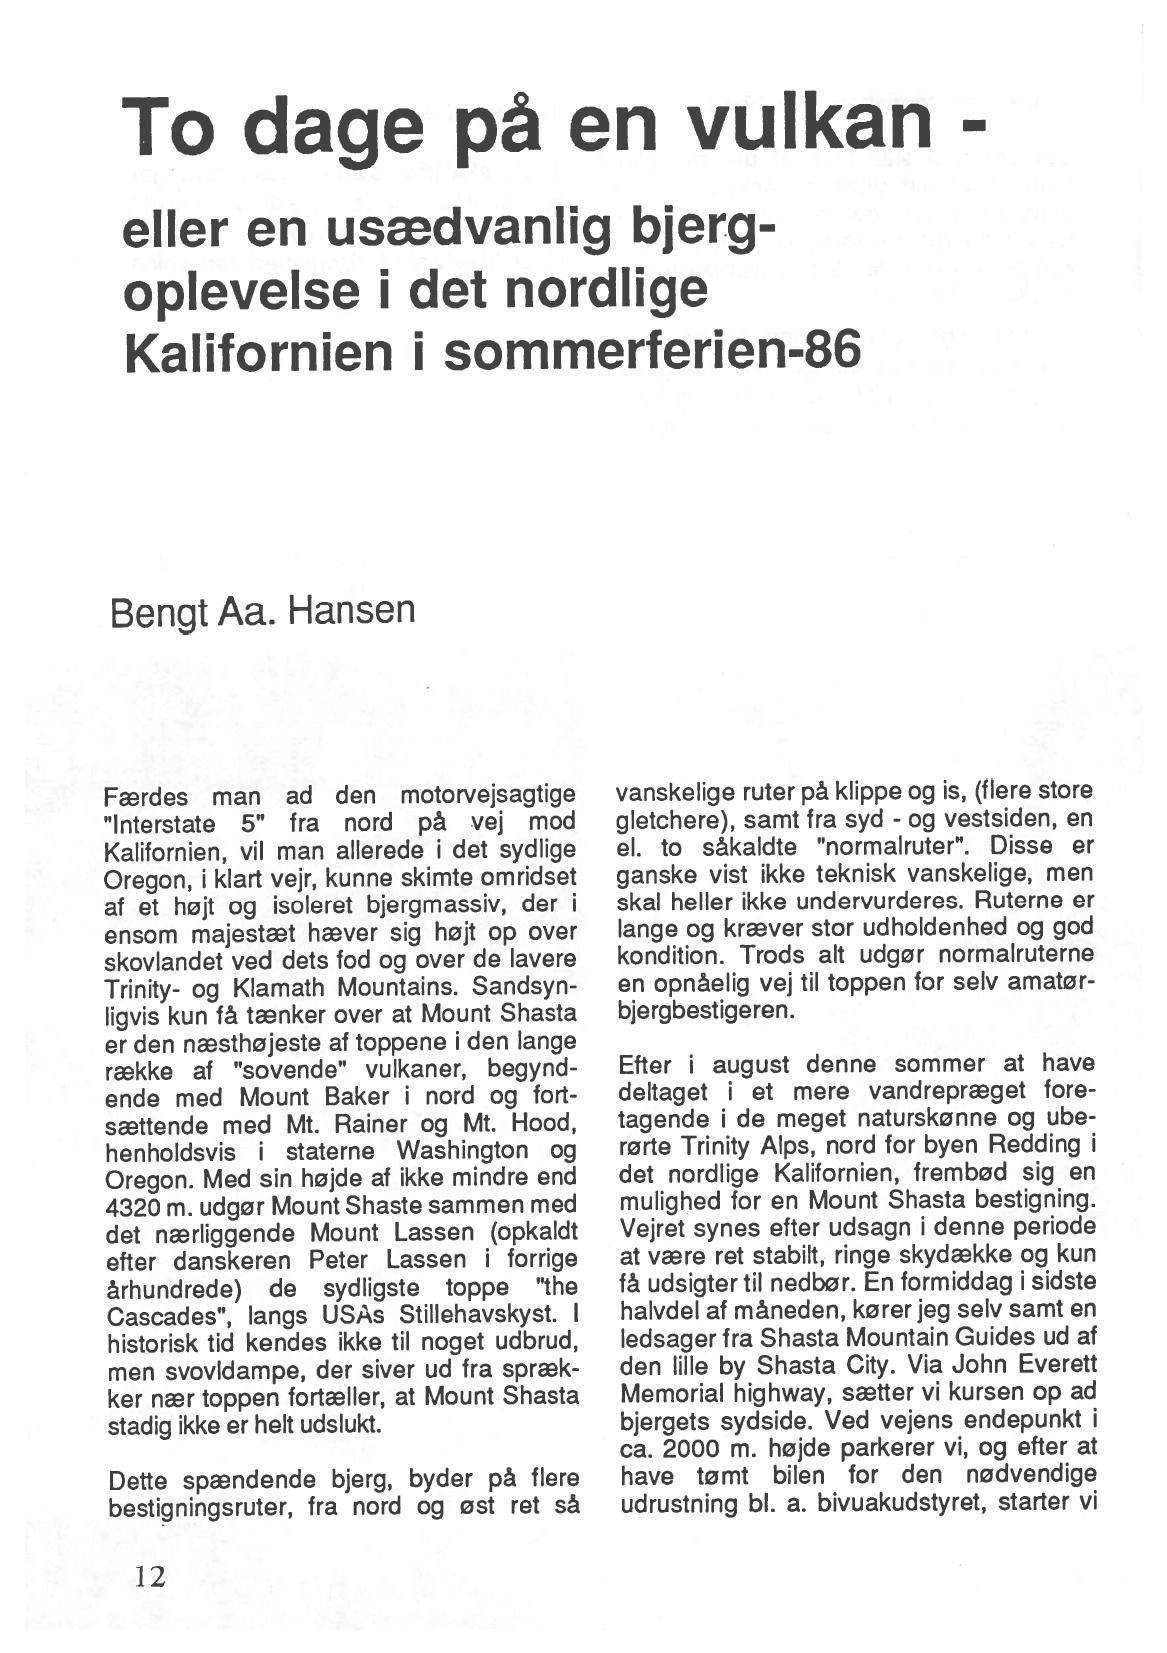 To dage på en vulkan -
eller en usædvanlig bjerg-
oplevelse i det nordlige
Kalifornien i sommerferien-86
Bengt Aa. Hansen
Færdes man ad den motorvejsagtige
"Interstate 5" fra nord på vej mod
Kalifornien, vil man allerede i det sydlige
Oregon, i klart vejr, kunne skimte omridset
af et højt og isoleret bjergmassiv, der i
ensom majestæt hæver sig højt op over
skovlandet ved dets fod og over de lavere
Trinity- og Klamath Mountains. Sandsyn-
ligvis kun få tænker over at Mount Shasta
er den næsthøjeste af toppene i den lange
række af "sovende" vulkaner, begynd-
ende med Mount Baker i nord og fort-
sættende med Mt. Rainer og Mt. Hood,
henholdsvis i staterne Washington og
Oregon. Med sin højde af ikke mindre end
4320 m. udgør Mount Shaste sammen med
det nærliggende Mount Lassen (opkaldt
efter danskeren Peter Lassen i forrige
århundrede) de sydligste toppe "the
Cascades", langs USAs Stillehavskyst. I
historisk tid kendes ikke til noget udbrud,
men svovldampe, der siver ud fra spræk-
ker nær toppen fortæller, at Mount Shasta
stadig ikke er helt udslukt.
Dette spændende bjerg, byder på flere
bestigningsruter, fra nord og øst ret så
vanskelige ruter på klippe og is, (flere store
gletchere), samt fra syd - og vestsiden, en
el. to såkaldte "normalruter". Disse er
ganske vist ikke teknisk vanskelige, men
skal heller ikke undervurderes. Ruterne er
lange og kræver stor udholdenhed og god
kondition. Trods alt udgør normalruterne
en opnåelig vej til toppen for selv amatør-
bjergbestigeren.
Efter i august denne sommer at have
deltaget i et mere vandrepræget fore-
tagende i de meget naturskønne og ube-
rørte Trinity Alps, nord for byen Redding i
det nordlige Kalifornien, frembød sig en
mulighed for en Mount Shasta bestigning.
Vejret synes efter udsagn i denne periode
at være ret stabilt, ringe skydække og kun
få udsigter til nedbør. En formiddag i sidste
halvdel af måneden, kører jeg selv samt en
ledsager fra Shasta Mountain Guides ud af
den lille by Shasta City. Via John Everett
Memorial highway, sætter vi kursen op ad
bjergets sydside. Ved vejens endepunkt i
ca. 2000 m. højde parkerer vi, og efter at
have tømt bilen for den nødvendige
udrustning bl. a. bivuakudstyret, starter vi
12